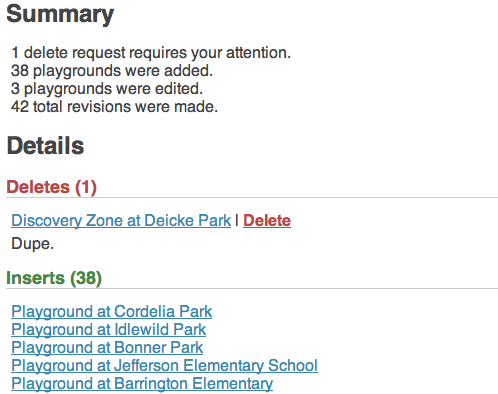 Summary
1 delete request requires your attention.
38 playgrounds were added.
3 playgrounds were edited.
42 total revisions were made.
Details
Deletes (1)
Discovery Zone at Deicke Park | Delete
Dupe.
Inserts (38)
Playground at Cordelia Park
Playground at Idlewild Park
Playground at Bonner Park
Playground at Jefferson Elementary School
Playground at Barrington Elementary